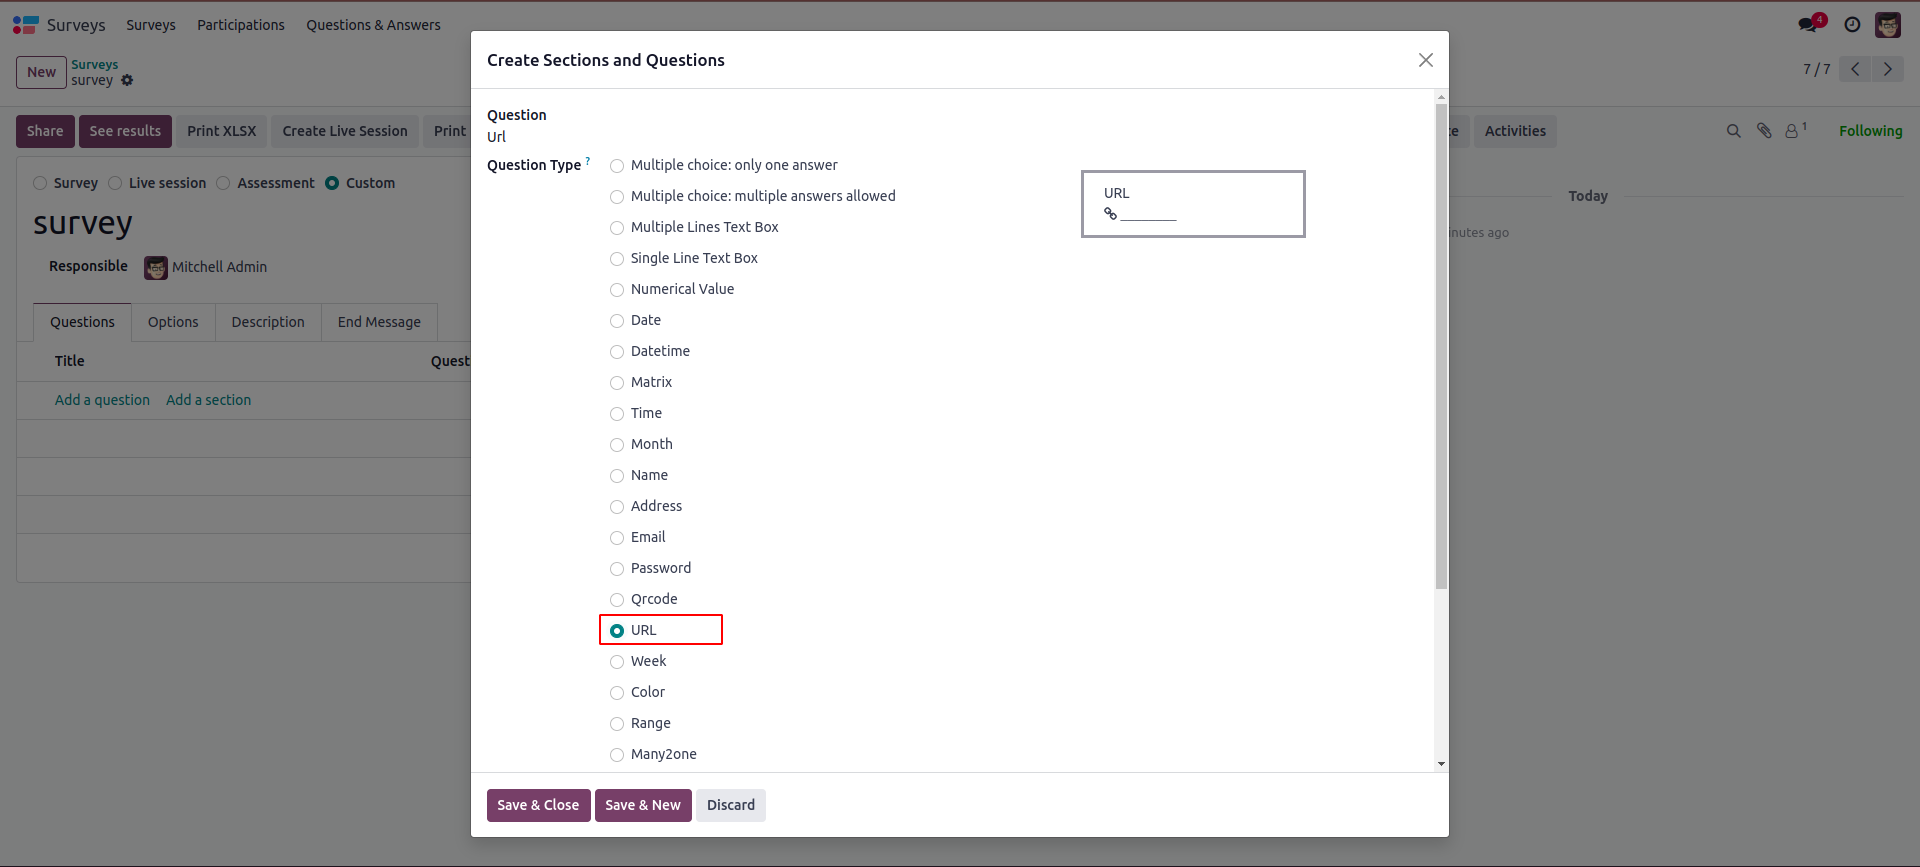 Surveys Surveys Participations Questions & Answers 4
New Surveys
survey
7 / 7
Share See results Print XLSX Create Live Session Print
Activities 1 Following
Survey Live session Assessment Custom
survey
Responsible Mitchell Admin
Questions Options Description End Message
Title Quest
Add a question Add a section
Today
inutes ago
Create Sections and Questions
Question
Url
Question Type ?
Multiple choice: only one answer
Multiple choice: multiple answers allowed
Multiple Lines Text Box
Single Line Text Box
Numerical Value
Date
Datetime
Matrix
Time
Month
Name
Address
Email
Password
Qrcode
URL
Week
Color
Range
Many2one
URL
________
Save & Close Save & New Discard